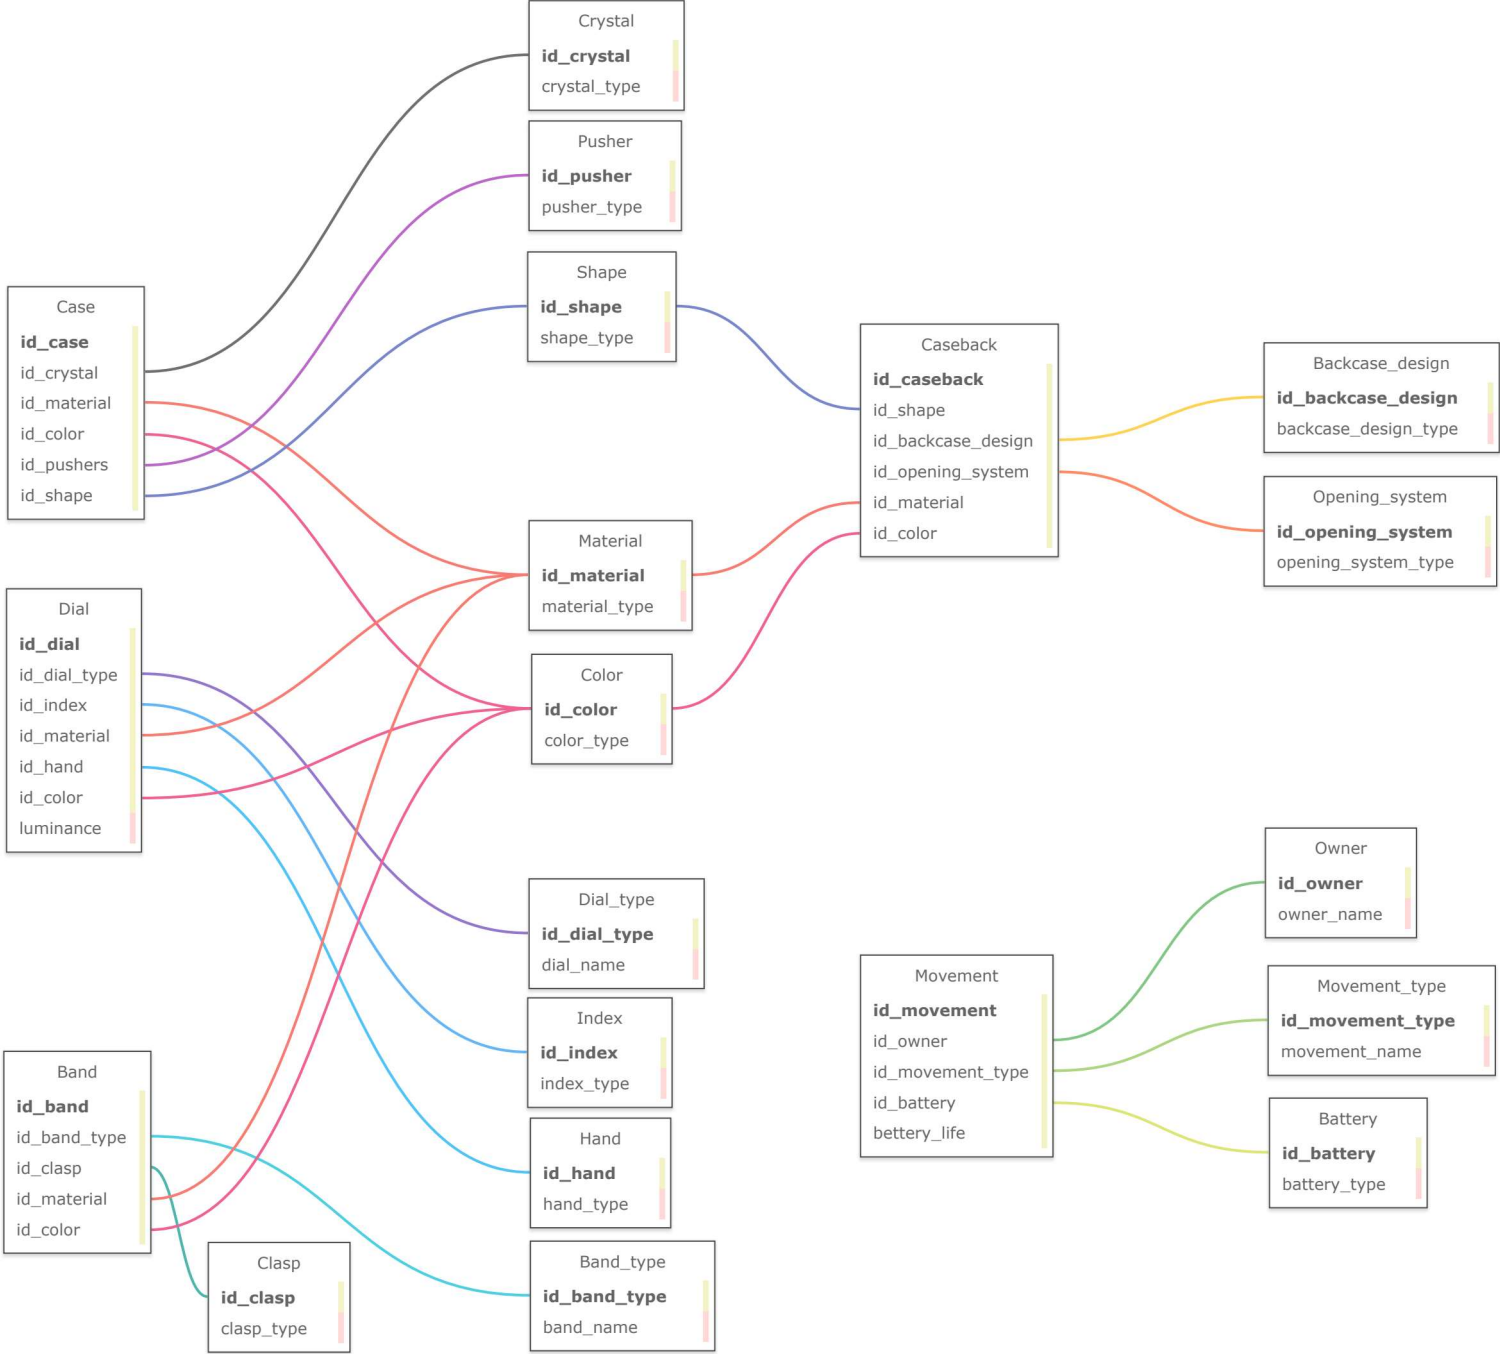 Crystal
id_crystal
crystal_type
Pusher
id_pusher
pusher_type
Shape
id_shape
shape_type
Case
id_case
id_crystal
id_material
id_color
id_pushers
id_shape
Caseback
id_caseback
id_shape
id_backcase_design
id_opening_system
id_material
id_color
Backcase_design
id_backcase_design
backcase_design_type
Opening_system
id_opening_system
opening_system_type
Material
id_material
material_type
Dial
id_dial
id_dial_type
id_index
id_material
id_hand
id_color
luminance
Color
id_color
color_type
Owner
id_owner
owner_name
Dial_type
id_dial_type
dial_name
Movement
id_movement
id_owner
id_movement_type
id_battery
bettery_life
Movement_type
id_movement_type
movement_name
Index
id_index
index_type
Band
id_band
id_band_type
id_clasp
id_material
id_color
Battery
id_battery
battery_type
Hand
id_hand
hand_type
Clasp
id_clasp
clasp_type
Band_type
id_band_type
band_name